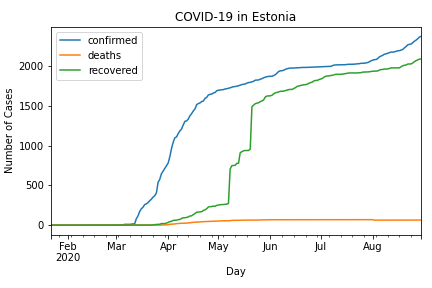 COVID-19 in Estonia
confirmed
deaths
recovered
Number of Cases
2000
1500
1000
500
0
Feb
2020
Mar
Apr
May
Jun
Jul
Aug
Day